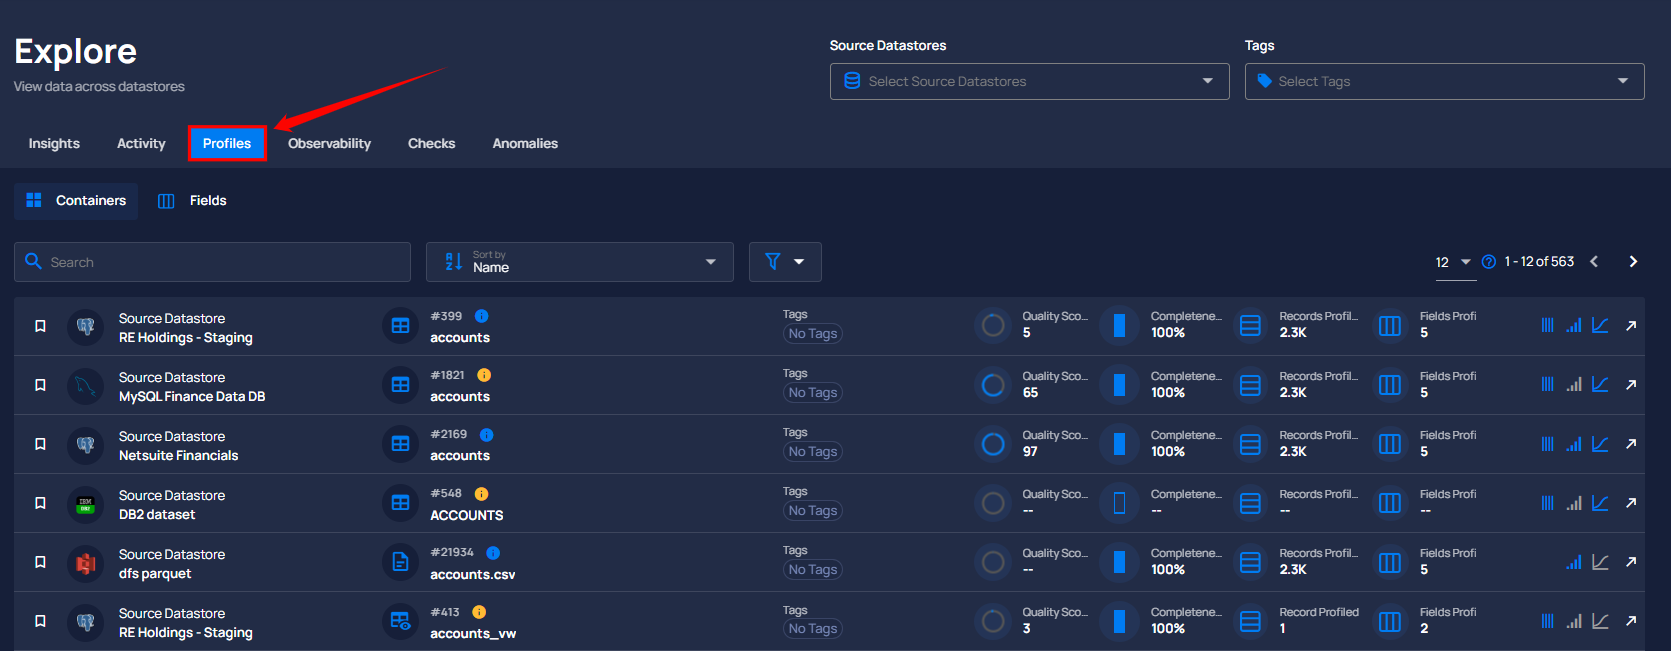 Explore
View data across datastores
Source Datastores
Select Source Datastores
Tags
Select Tags
Insights Activity Profiles Observability Checks Anomalies
Containers Fields
Search
Sort by
Name
12 1 - 12 of 563
Source Datastore #399 Tags Quality Sco... Completene... Records Profil... Fields Profi
RE Holdings - Staging accounts No Tags 5 100% 2.3K 5
Source Datastore #1821 Tags Quality Sco... Completene... Records Profil... Fields Profi
MySQL Finance Data DB accounts No Tags 65 100% 2.3K 5
Source Datastore #2169 Tags Quality Sco... Completene... Records Profil... Fields Profi
Netsuite Financials accounts No Tags 97 100% 2.3K 5
Source Datastore #548 Tags Quality Sco... Completene... Records Profil... Fields Profi
DB2 dataset ACCOUNTS No Tags -- -- -- --
Source Datastore #21934 Tags Quality Sco... Completene... Records Profil... Fields Profi
dfs parquet accounts.csv No Tags -- 100% 2.3K 5
Source Datastore #413 Tags Quality Sco... Completene... Record Profiled Fields Profi
RE Holdings - Staging accounts_vw No Tags 3 100% 1 2